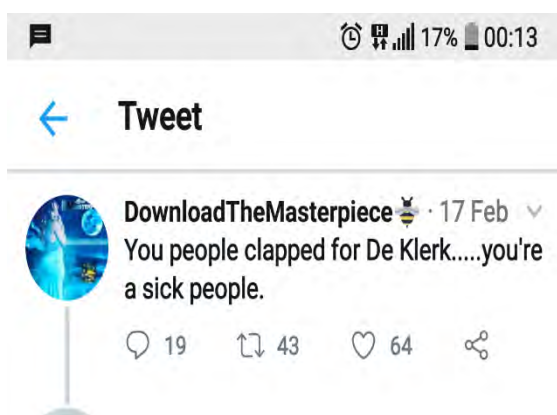 17% 00:13
Tweet
DownloadTheMasterpiece🐝 · 17 Feb
You people clapped for De Klerk.....you're
a sick people.
19 43 64